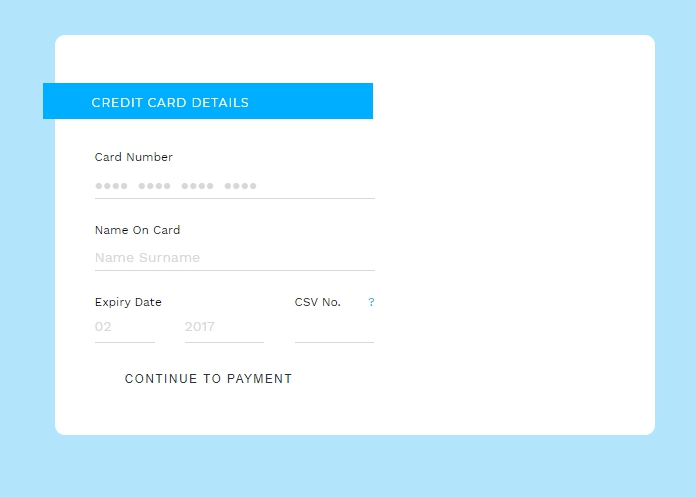 CREDIT CARD DETAILS
Card Number
●●●● ●●●● ●●●● ●●●●
Name On Card
Name Surname
Expiry Date CSV No. ?
02 2017
CONTINUE TO PAYMENT